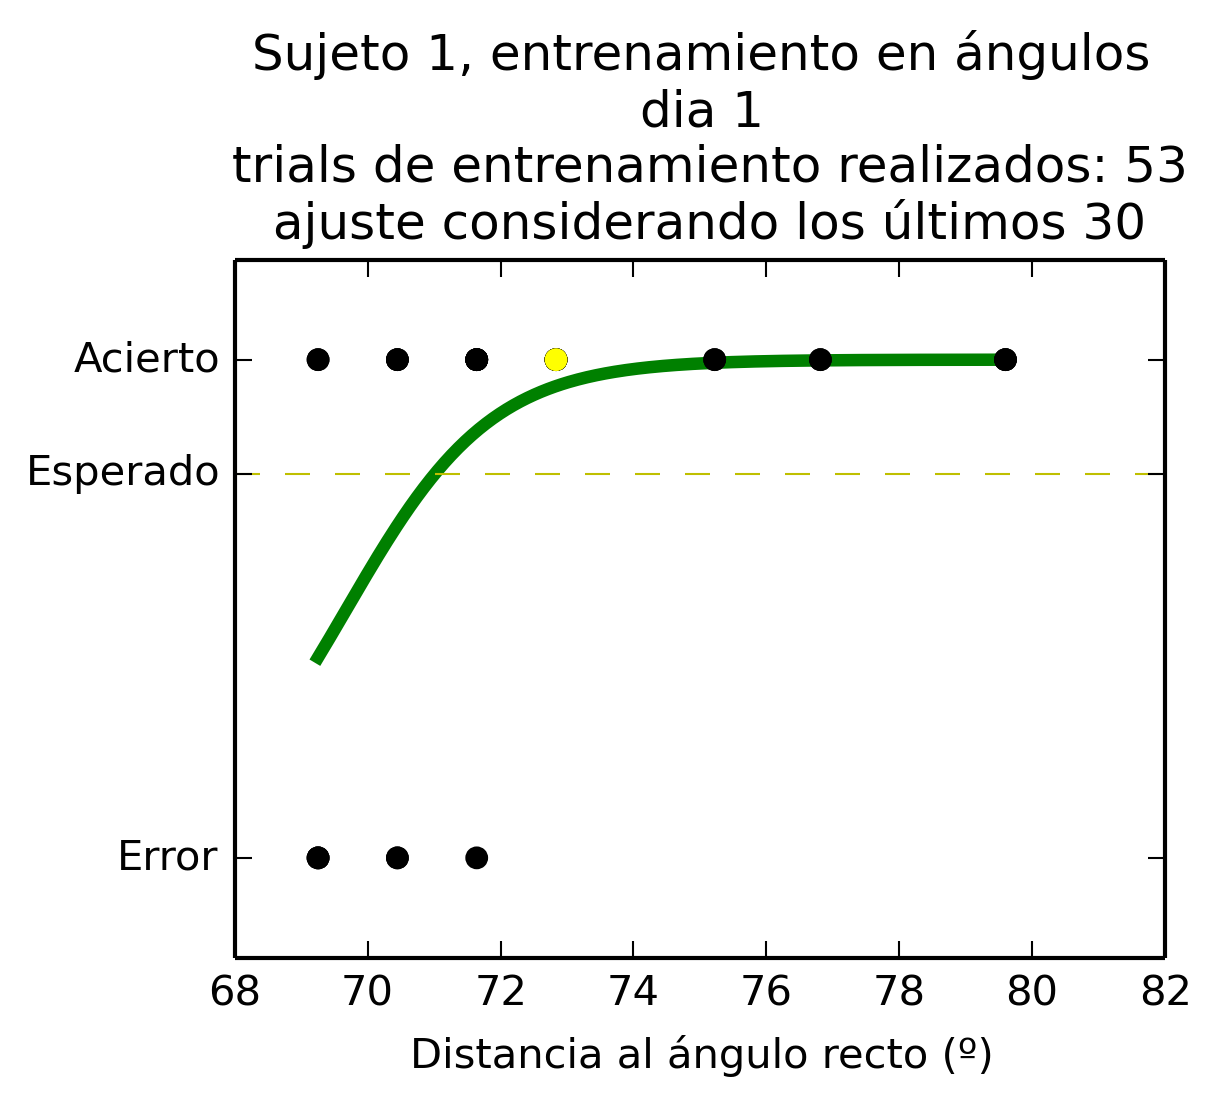 Sujeto 1, entrenamiento en ángulos
dia 1
trials de entrenamiento realizados: 53
ajuste considerando los últimos 30
Acierto
Esperado
Error
68 70 72 74 76 78 80 82
Distancia al ángulo recto (º)